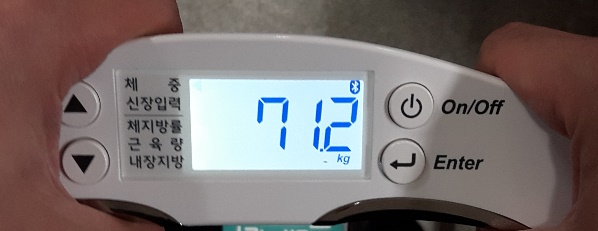 체 중
신장입력
체지방률
근 육 량
내장지방
71.2
kg
On/Off
Enter